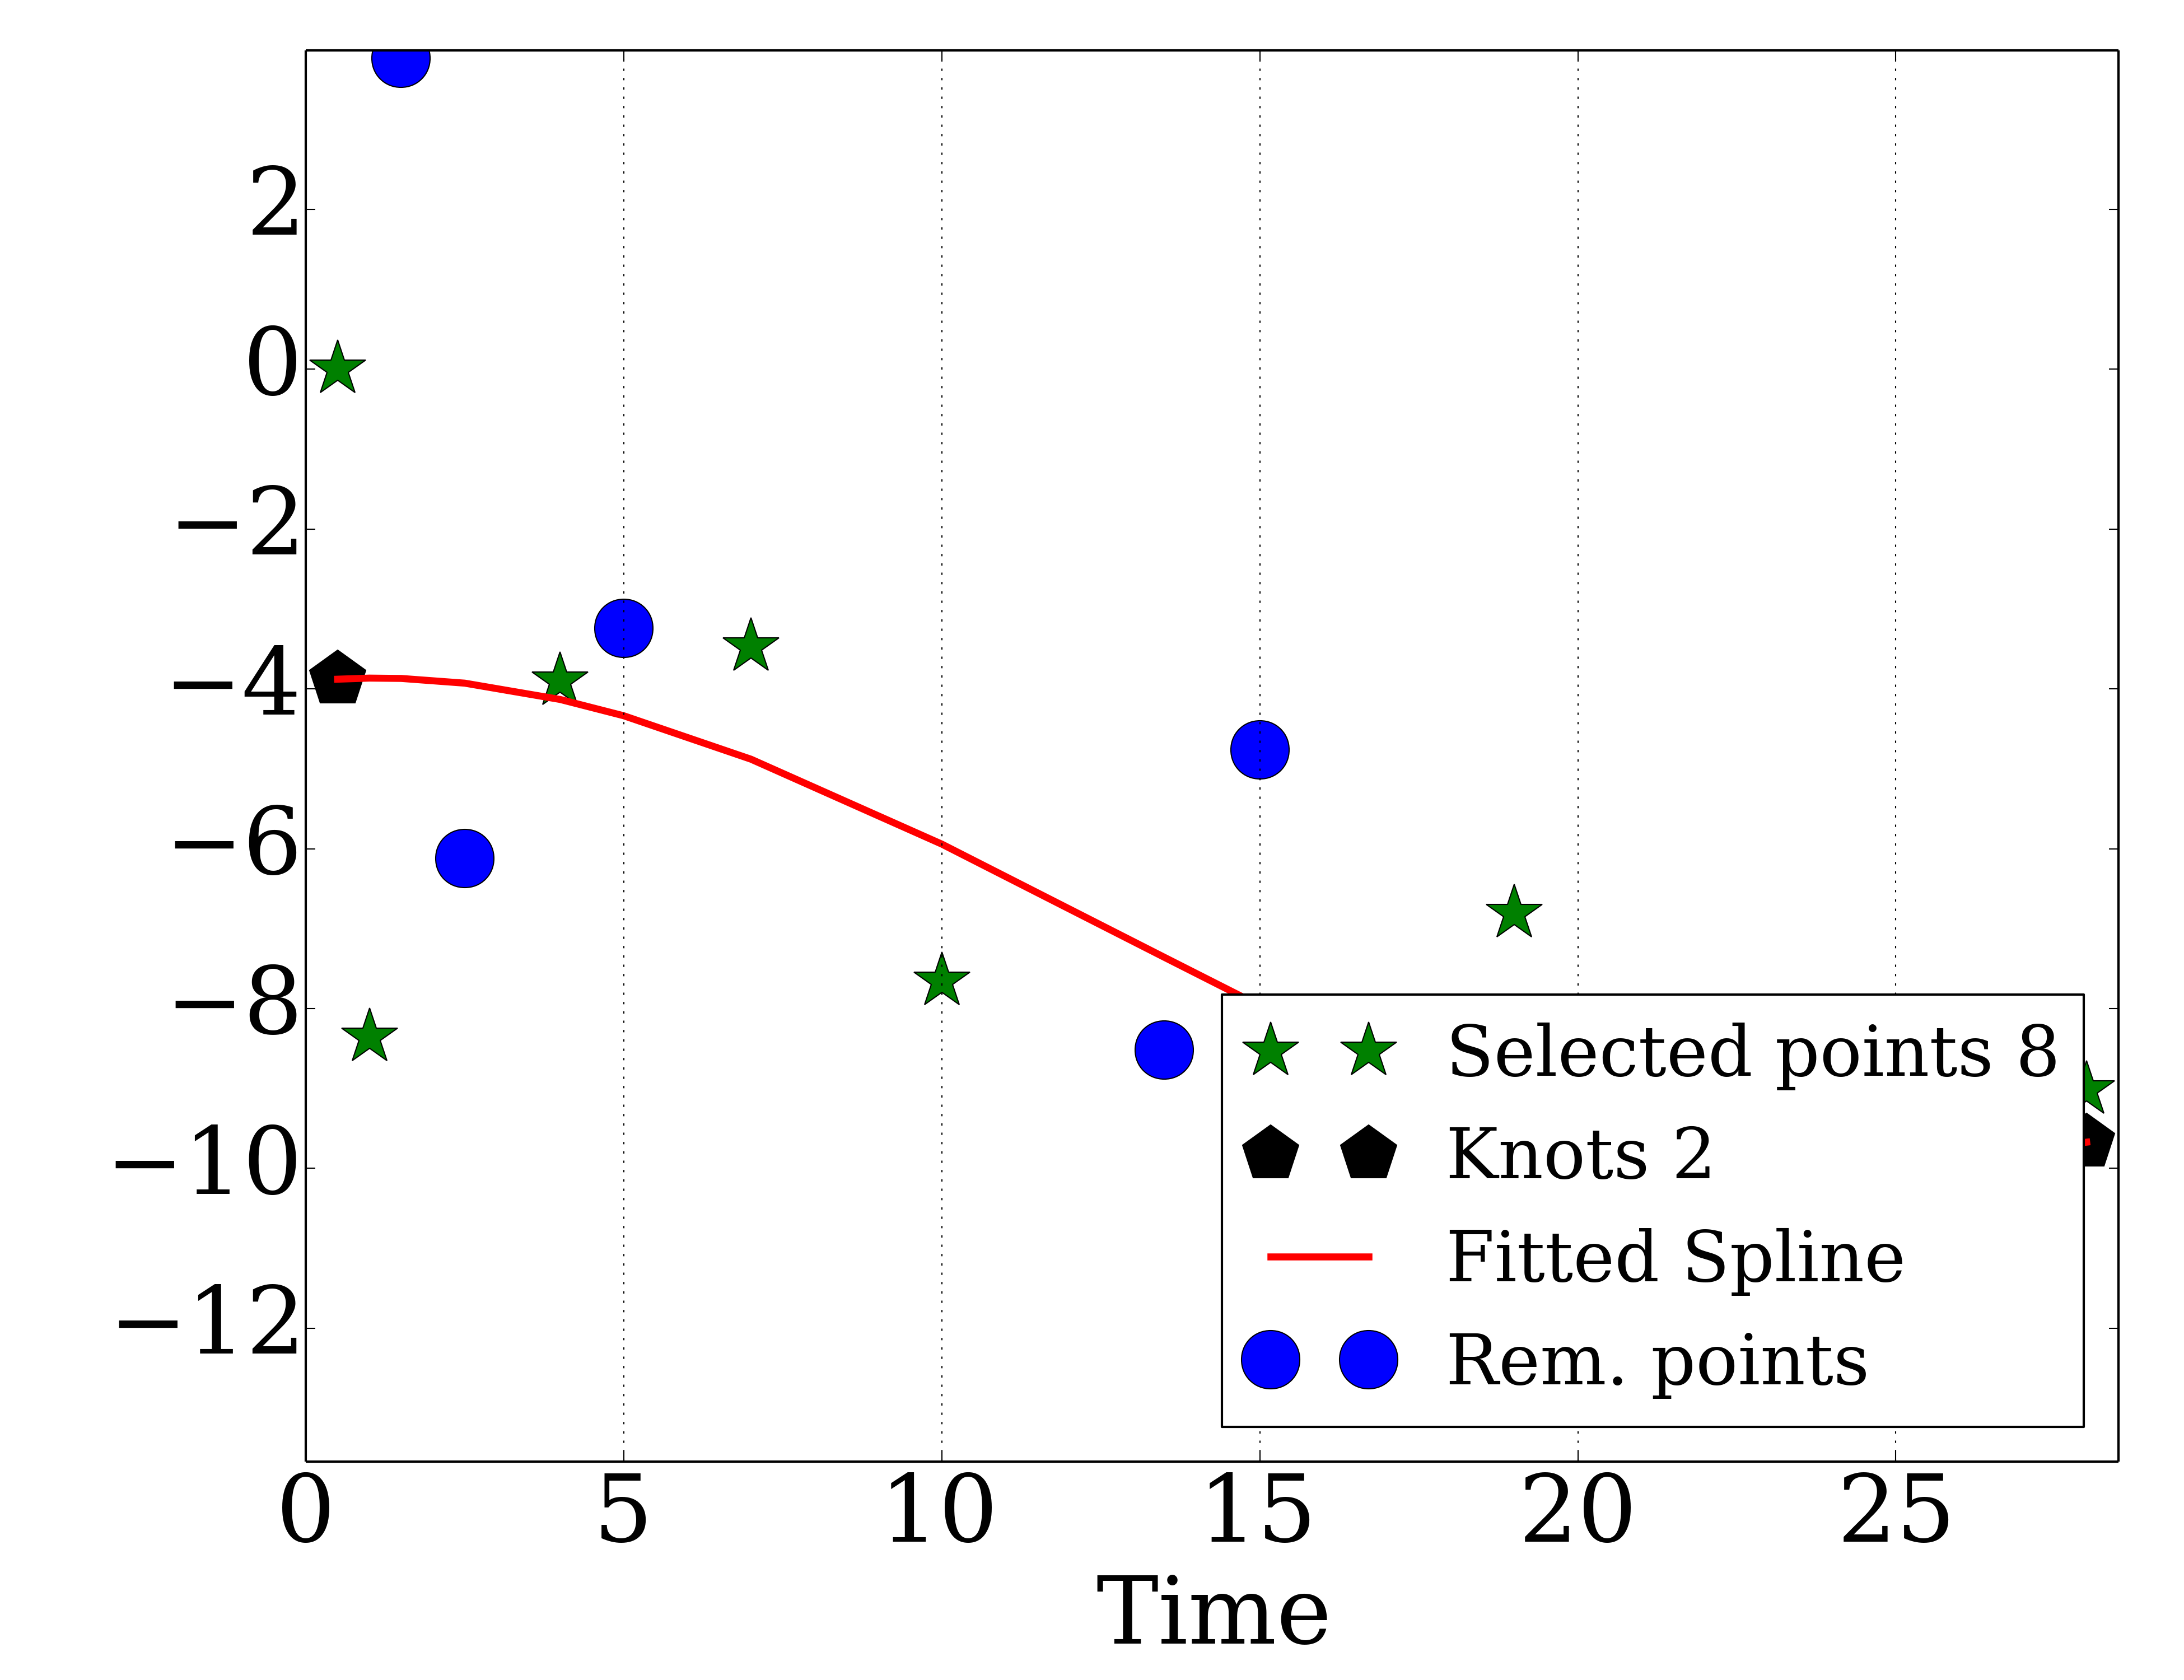 2
0
−2
−4
−6
−8
−10
−12
Selected points 8
Knots 2
Fitted Spline
Rem. points
0 5 10 15 20 25
Time